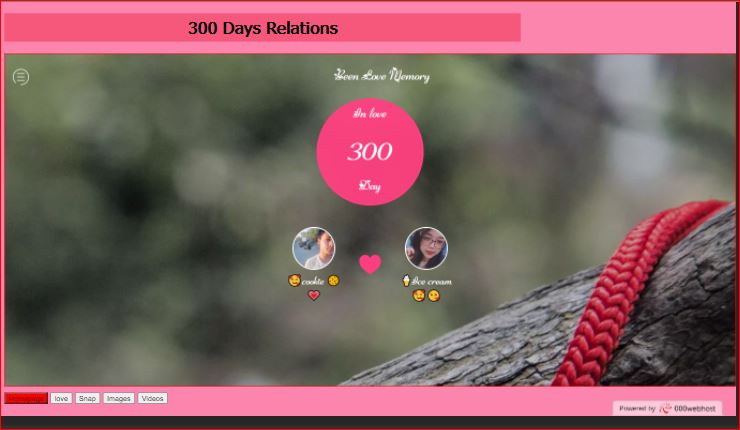 300 Days Relations
Been Love Memory
In love
300
Day
cookie
Ice cream
Homepage love Snap Images Videos
Powered by 000webhost